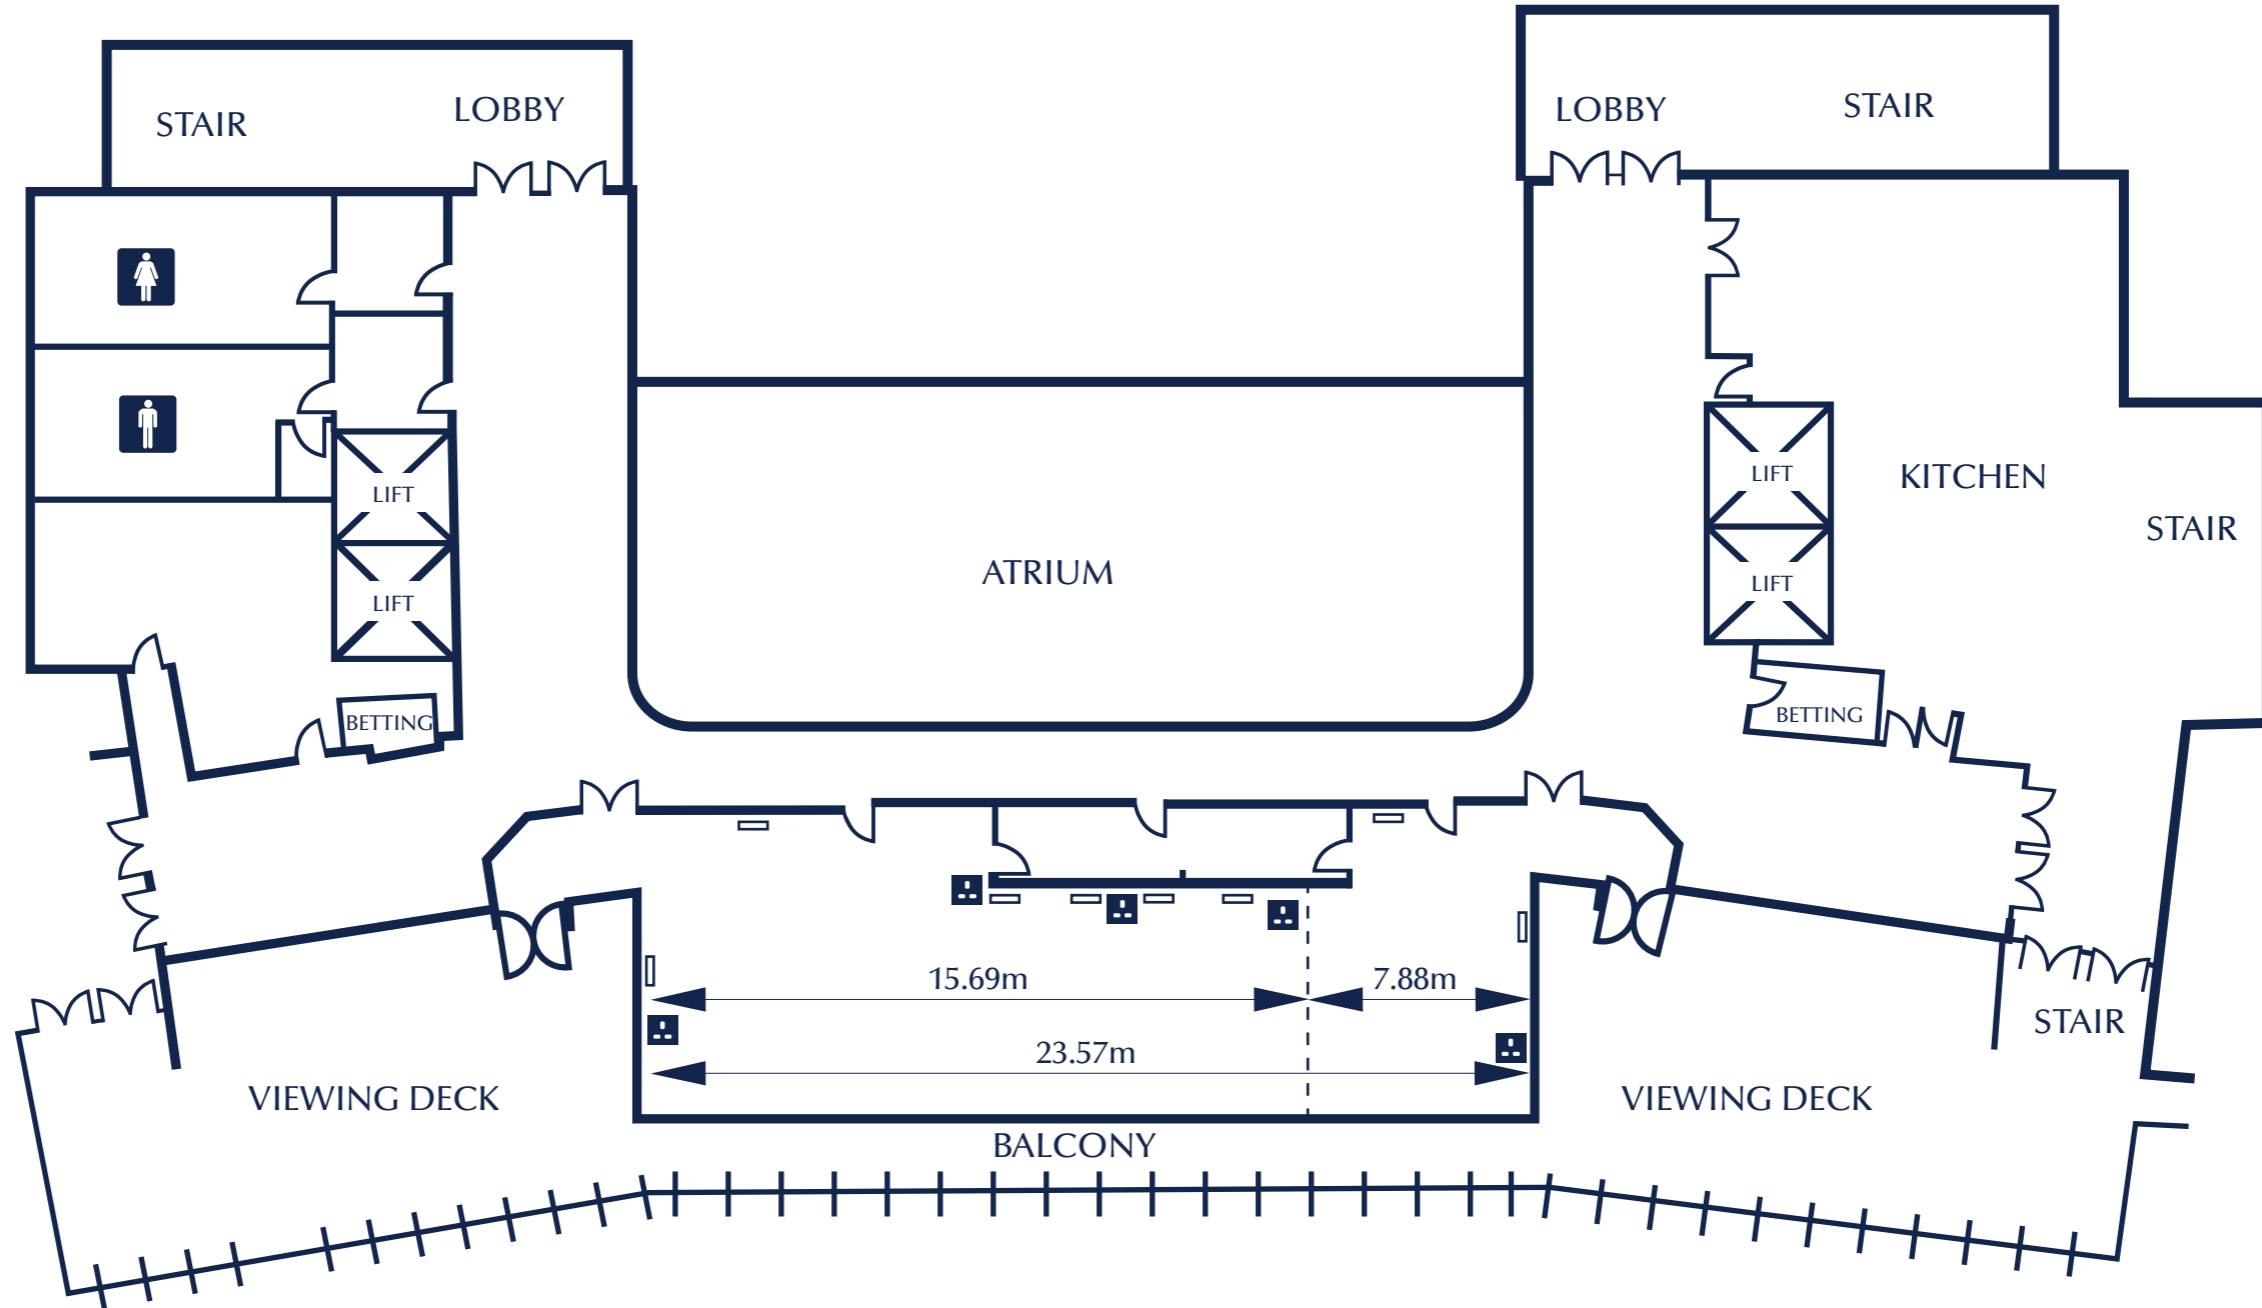 STAIR
LOBBY
LOBBY
STAIR
LIFT
LIFT
KITCHEN
STAIR
ATRIUM
LIFT
LIFT
BETTING
BETTING
15.69m
7.88m
STAIR
23.57m
VIEWING DECK
VIEWING DECK
BALCONY